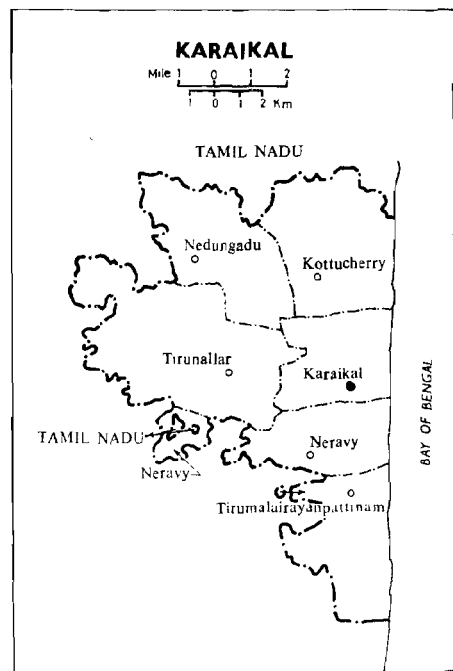 KARAIKAL
Mile 1 0 1 2
1 0 1 2 Km
TAMIL NADU
Nedungadu
Kottucherry
Tirunallar
Karaikal
BAY OF BENGAL
TAMIL NADU
Neravy
Neravy
Tirumalairayanpattinam